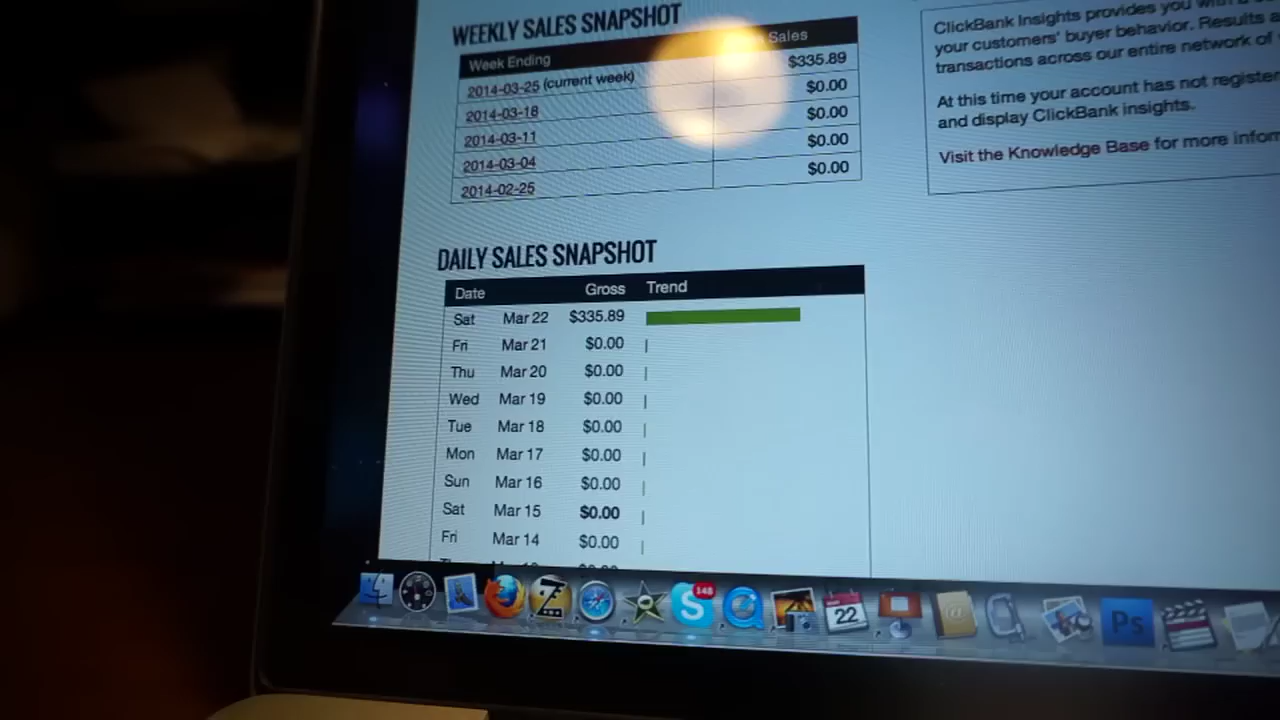 WEEKLY SALES SNAPSHOT
Week Ending Sales
2014-03-25 (current week) $335.89
2014-03-18 $0.00
2014-03-11 $0.00
2014-03-04 $0.00
2014-02-25 $0.00
ClickBank Insights provides you with a
your customers' buyer behavior. Results a
transactions across our entire network of
At this time your account has not register
and display ClickBank insights.
Visit the Knowledge Base for more infor
DAILY SALES SNAPSHOT
Date Gross Trend
Sat Mar 22 $335.89
Fri Mar 21 $0.00
Thu Mar 20 $0.00
Wed Mar 19 $0.00
Tue Mar 18 $0.00
Mon Mar 17 $0.00
Sun Mar 16 $0.00
Sat Mar 15 $0.00
Fri Mar 14 $0.00
148
22
Ps